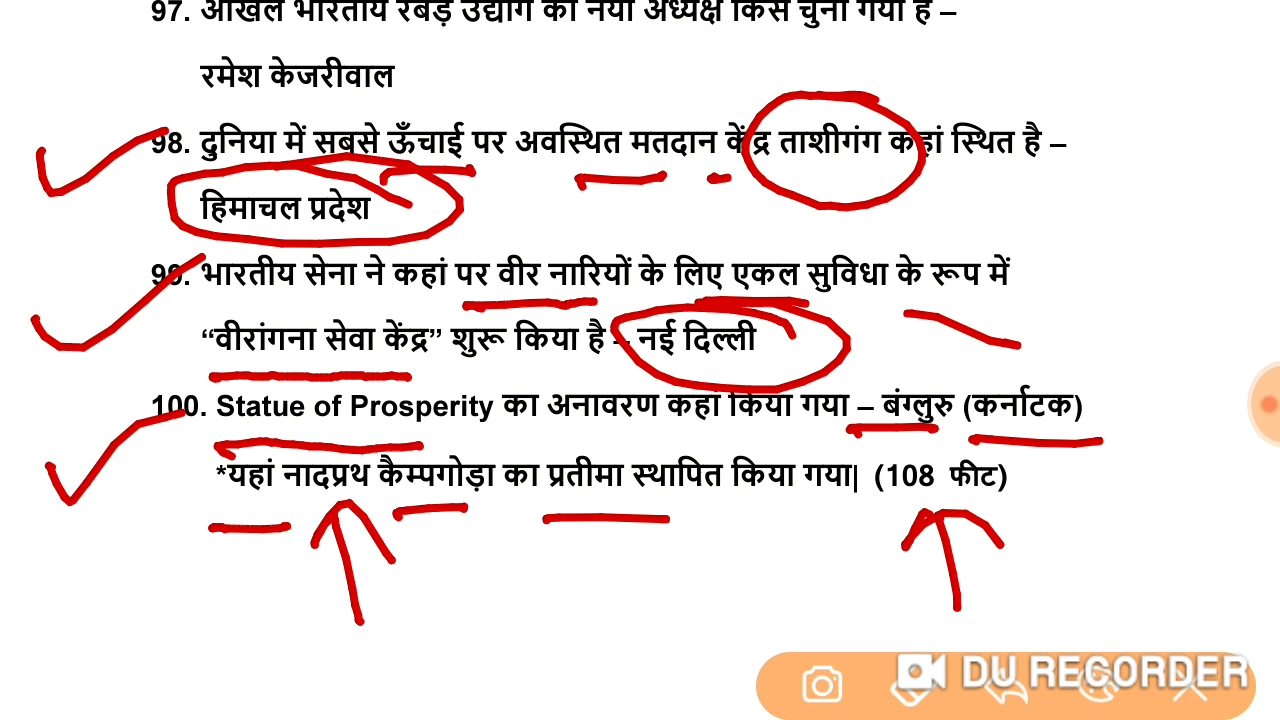 97. अखिल भारतीय रबड़ उद्योग का नया अध्यक्ष किसे चुना गया है –
रमेश केजरीवाल
98. दुनिया में सबसे ऊँचाई पर अवस्थित मतदान केंद्र ताशीगंग कहां स्थित है –
हिमाचल प्रदेश
99. भारतीय सेना ने कहां पर वीर नारियों के लिए एकल सुविधा के रूप में
“वीरांगना सेवा केंद्र” शुरू किया है – नई दिल्ली
100. Statue of Prosperity का अनावरण कहां किया गया – बंग्लुरु (कर्नाटक)
*यहां नादप्रथ कैम्पगोड़ा का प्रतीमा स्थापित किया गया| (108 फीट)
DU RECORDER